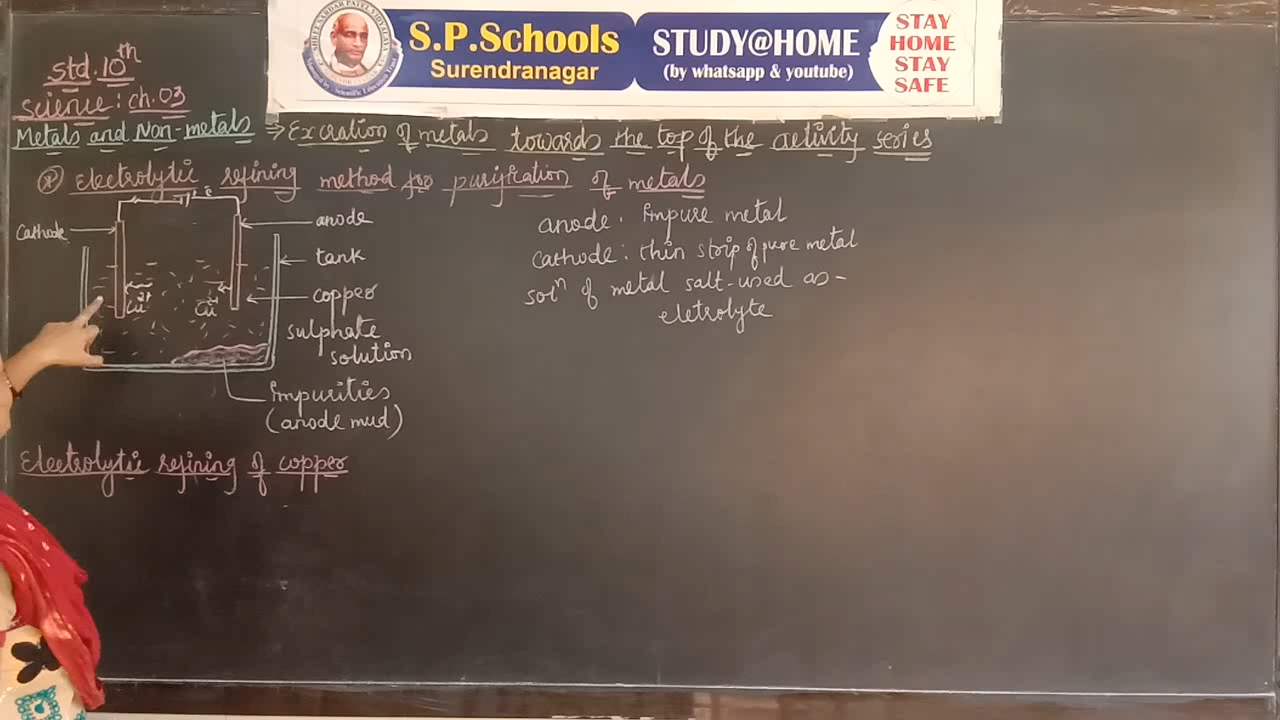 S.P.Schools
Surendranagar
STUDY@HOME
(by whatsapp & youtube)
STAY
HOME
STAY
SAFE
std. 10th
Science : ch. 03
Metals and Non-metals ⇒ Excration of metals towards the top of the activity series
(*) Electrolytic refining method for purification of metals
e
Cathode
anode
tank
copper
sulphate
solution
Cu2+
Cu
Impurities
(anode mud)
anode : Impure metal
Cathode : thin strip of pure metal
soln of metal salt-used as -
eletrolyte
Electrolytic refining of copper